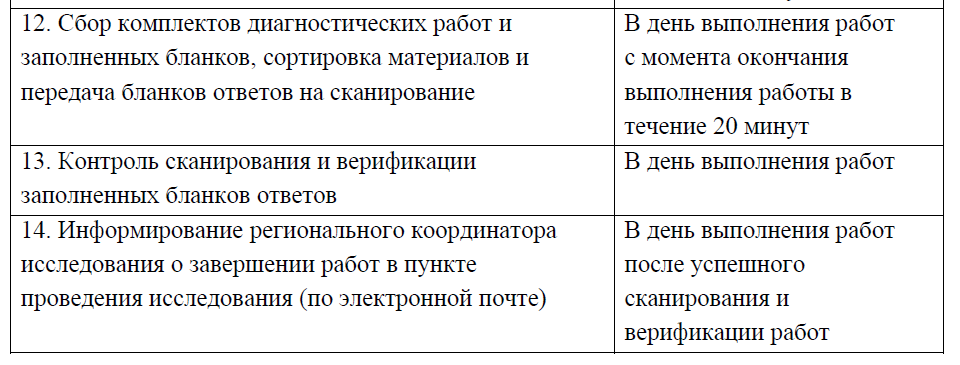 12. Сбор комплектов диагностических работ и
заполненных бланков, сортировка материалов и
передача бланков ответов на сканирование
В день выполнения работ
с момента окончания
выполнения работы в
течение 20 минут
13. Контроль сканирования и верификации
заполненных бланков ответов
В день выполнения работ
14. Информирование регионального координатора
исследования о завершении работ в пункте
проведения исследования (по электронной почте)
В день выполнения работ
после успешного
сканирования и
верификации работ